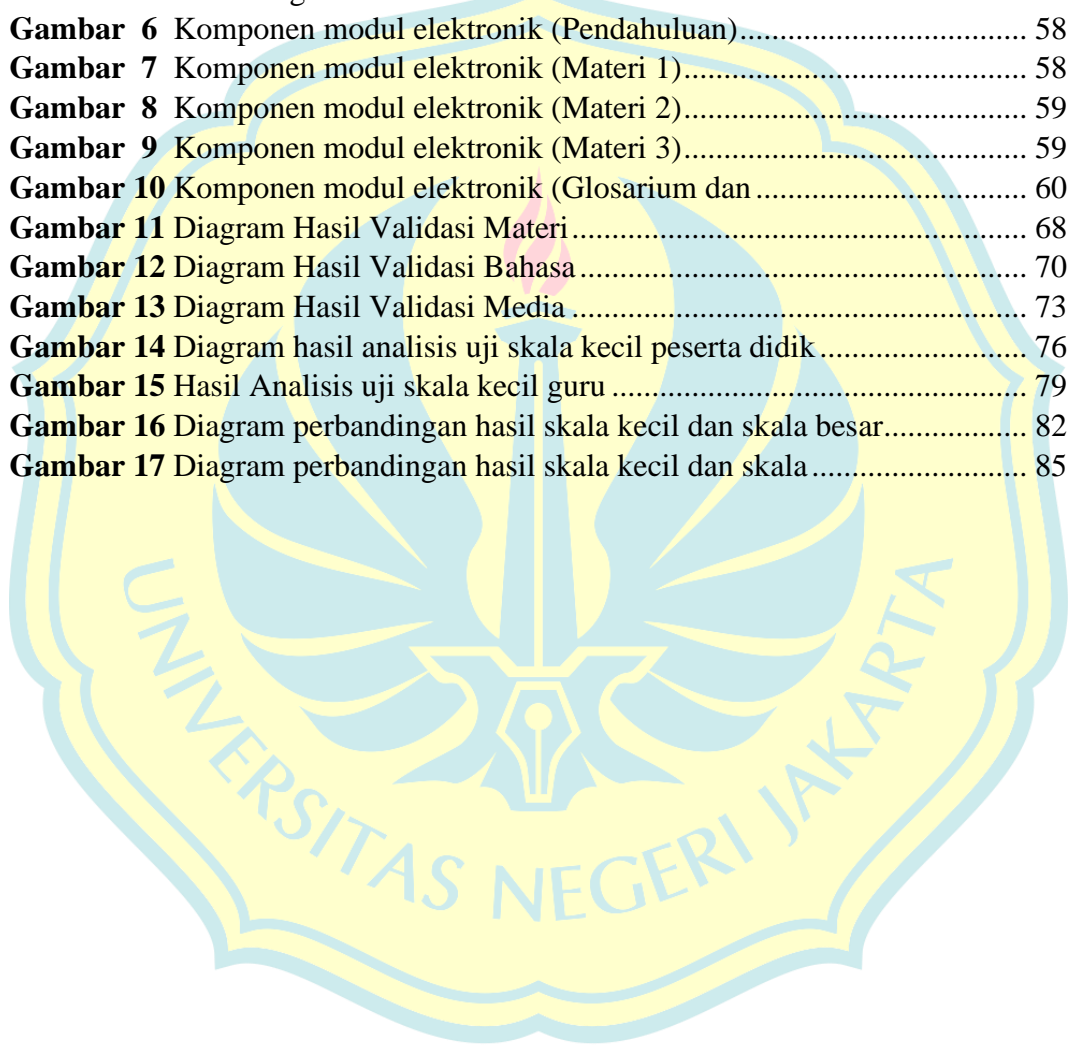 Gambar 6 Komponen modul elektronik (Pendahuluan)................................ 58
Gambar 7 Komponen modul elektronik (Materi 1)...................................... 58
Gambar 8 Komponen modul elektronik (Materi 2)...................................... 59
Gambar 9 Komponen modul elektronik (Materi 3)...................................... 59
Gambar 10 Komponen modul elektronik (Glosarium dan.............................. 60
Gambar 11 Diagram Hasil Validasi Materi.................................................. 68
Gambar 12 Diagram Hasil Validasi Bahasa................................................. 70
Gambar 13 Diagram Hasil Validasi Media.................................................. 73
Gambar 14 Diagram hasil analisis uji skala kecil peserta didik....................... 76
Gambar 15 Hasil Analisis uji skala kecil guru.............................................. 79
Gambar 16 Diagram perbandingan hasil skala kecil dan skala besar................ 82
Gambar 17 Diagram perbandingan hasil skala kecil dan skala........................ 85
UNIVERSITAS NEGERI JAKARTA